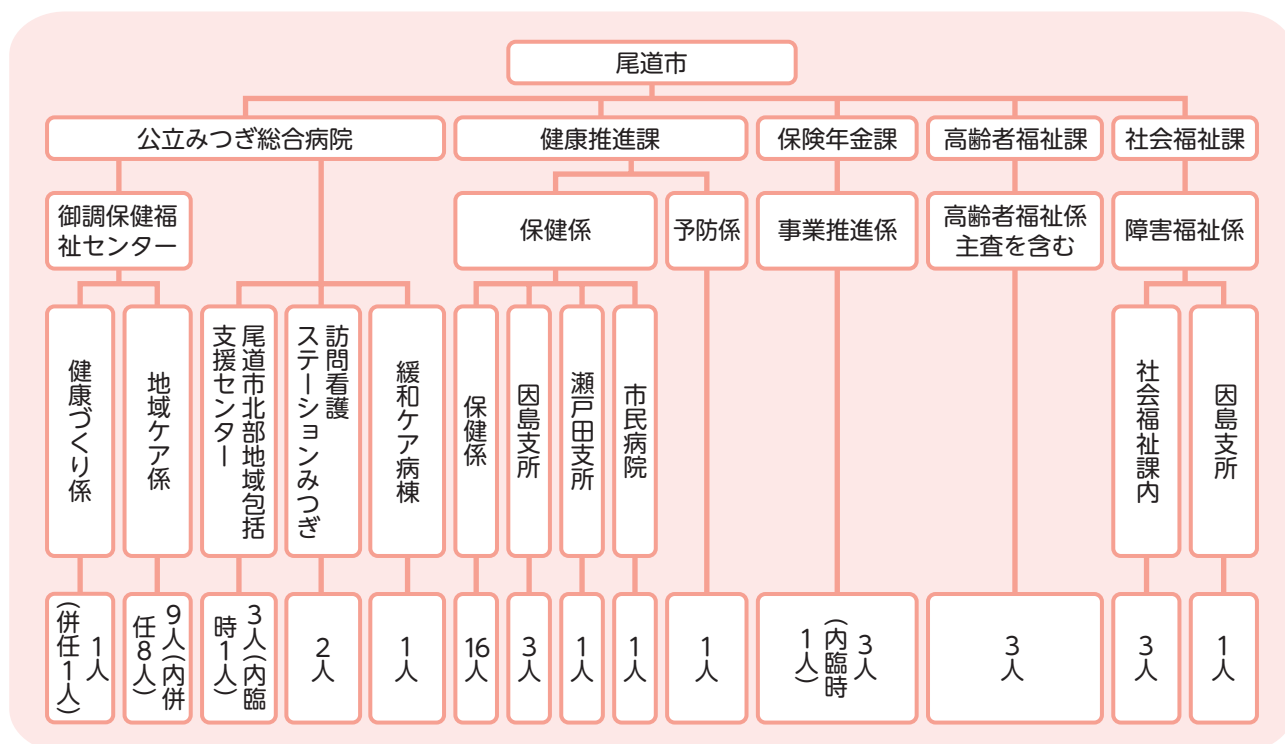 尾道市
公立みつぎ総合病院
健康推進課
保険年金課
高齢者福祉課
社会福祉課
御調保健福
祉センター
保健係
予防係
事業推進係
高齢者福祉係
主査を含む
障害福祉係
健康づくり係
地域ケア係
尾道市北部地域包括
支援センター
訪問看護
ステーションみつぎ
緩和ケア病棟
保健係
因島支所
瀬戸田支所
市民病院
社会福祉課内
因島支所
1人
(併任1人)
9人(内併
任8人)
3人(内臨
時1人)
2人
1人
16人
3人
1人
1人
1人
3人
(内臨時
1人)
3人
3人
1人